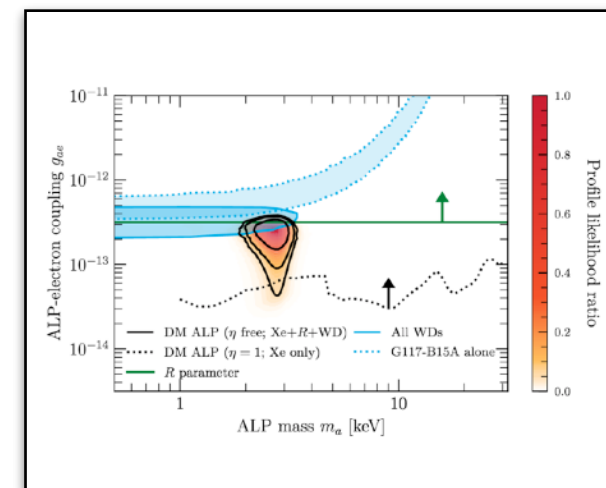 10⁻¹¹
10⁻¹²
10⁻¹³
10⁻¹⁴
ALP-electron coupling gₐₑ
DM ALP (η free; Xe+R+WD)
DM ALP (η = 1; Xe only)
R parameter
All WDs
G117-B15A alone
1
10
ALP mass mₐ [keV]
1.0
0.8
0.6
0.4
0.2
0.0
Profile likelihood ratio